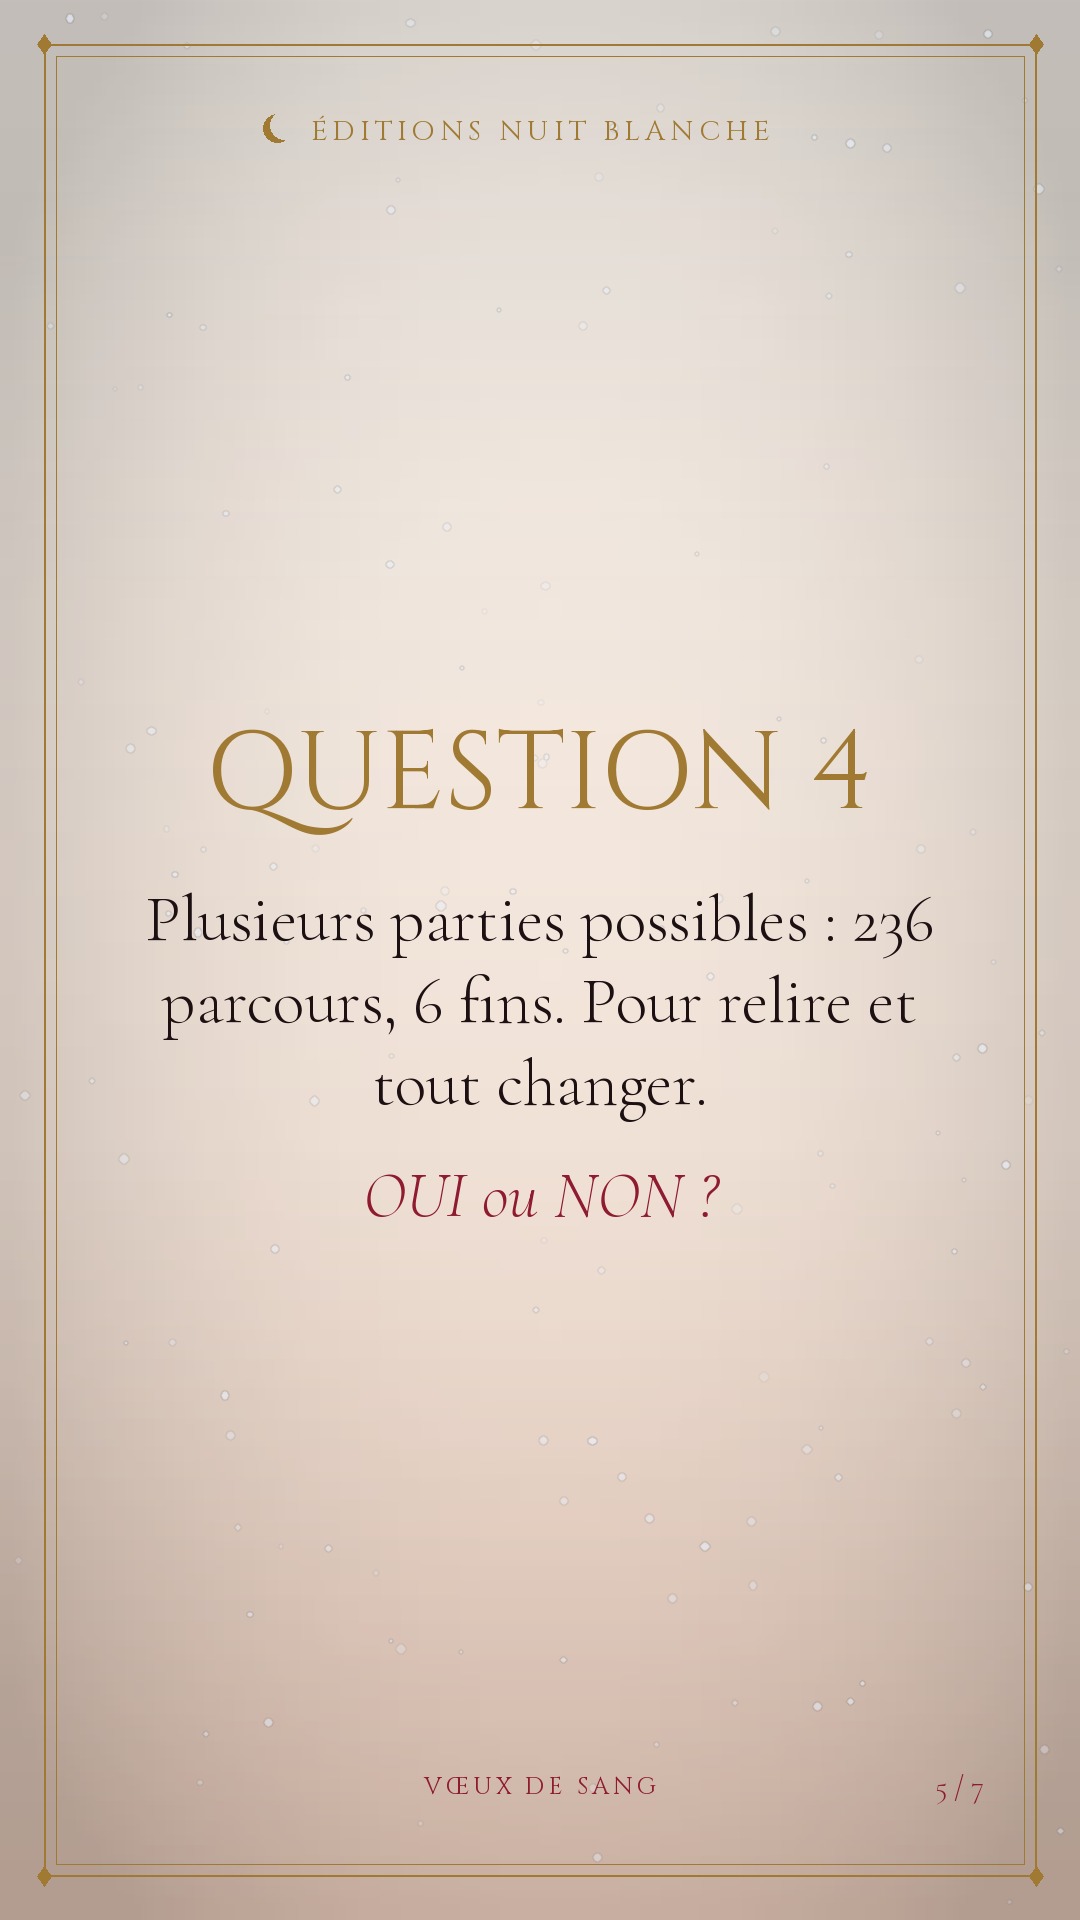 ÉDITIONS NUIT BLANCHE
QUESTION 4
Plusieurs parties possibles : 236
parcours, 6 fins. Pour relire et
tout changer.
OUI ou NON ?
VŒUX DE SANG
5/7